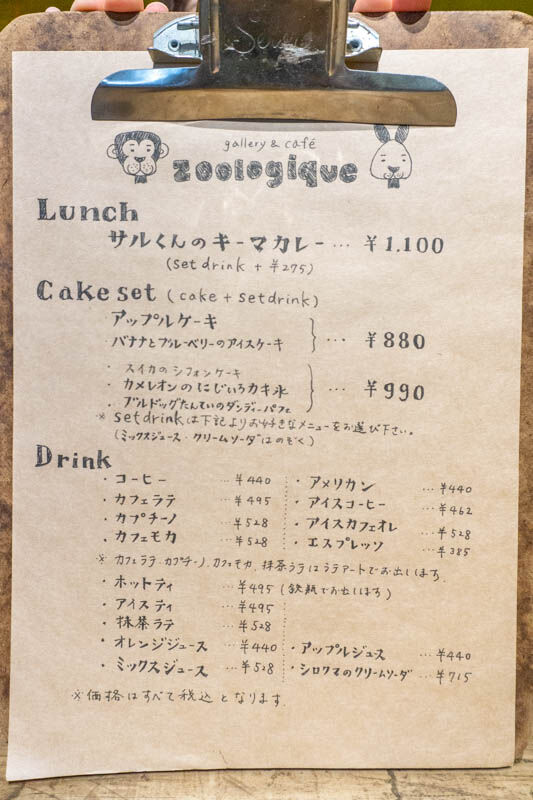 gallery & café
zoologique
Lunch
サルくんのキーマカレー … ¥1.100
(set drink + ¥275)
Cake set (cake + set drink)
アップルケーキ
バナナとブルーベリーのアイスケーキ
… ¥880
・スイカのシフォンケーキ
・カメレオンのにじいろカキ氷
・ブルドッグたんていのダンディーパフェ
… ¥990
※ set drink は下記よりお好きなメニューをお選び下さい。
(ミックスジュース・クリームソーダはのぞく)
Drink
・コーヒー … ¥440
・カフェラテ … ¥495
・カプチーノ … ¥528
・カフェモカ … ¥528
・アメリカン … ¥440
・アイスコーヒー … ¥462
・アイスカフェオレ … ¥528
・エスプレッソ … ¥385
※ カフェラテ.カプチーノ.カフェモカ.抹茶ラテはラテアートでお出しします.
・ホットティ … ¥495 (鉄瓶でお出しします)
・アイスティ … ¥495
・抹茶ラテ … ¥528
・オレンジジュース … ¥440
・ミックスジュース … ¥528
・アップルジュース … ¥440
・シロクマのクリームソーダ … ¥715
※ 価格はすべて税込となります.